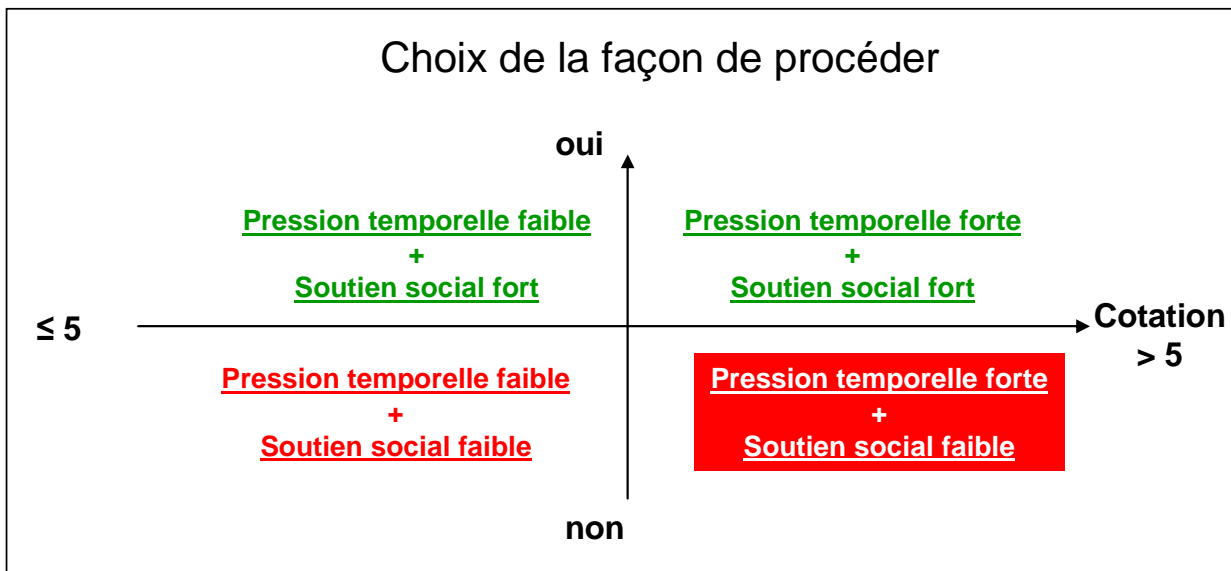 Choix de la façon de procéder
oui
Pression temporelle faible
+
Soutien social fort
Pression temporelle forte
+
Soutien social fort
≤ 5
Cotation
> 5
Pression temporelle faible
+
Soutien social faible
Pression temporelle forte
+
Soutien social faible
non